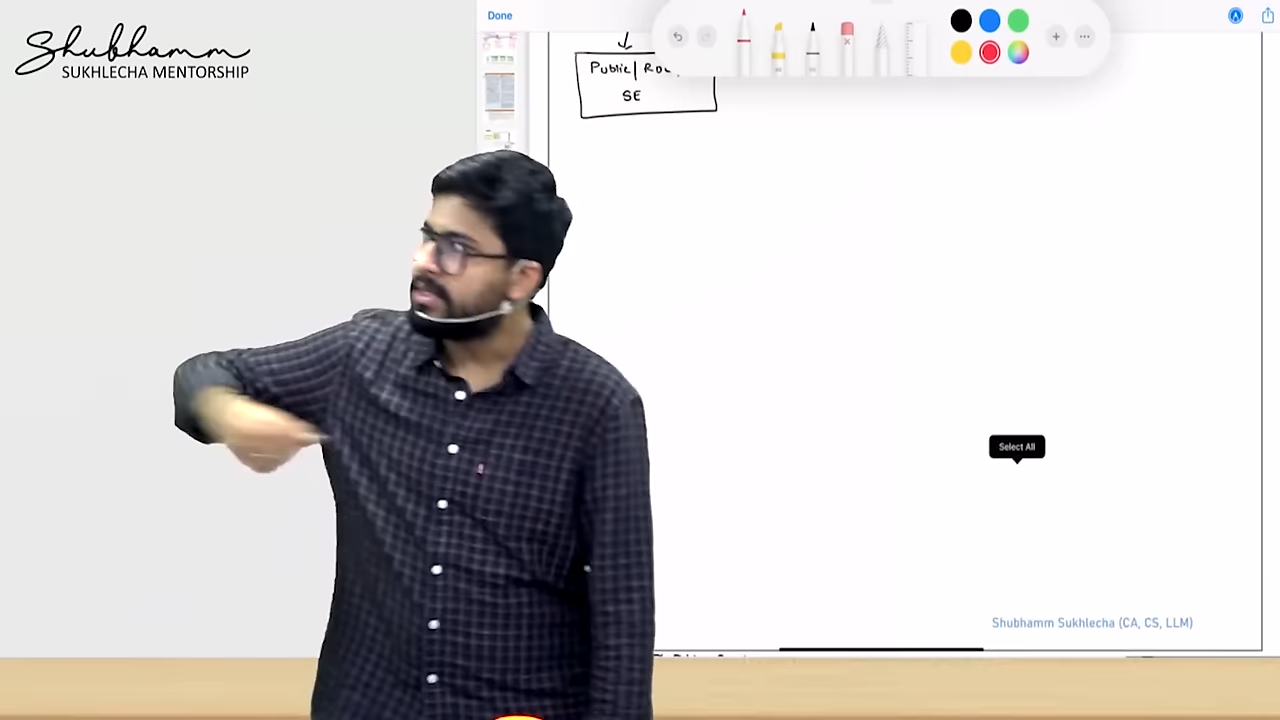 Done
Shubhamm
SUKHLECHA MENTORSHIP
Public/
SE
Select All
Shubhamm Sukhlecha (CA, CS, LLM)